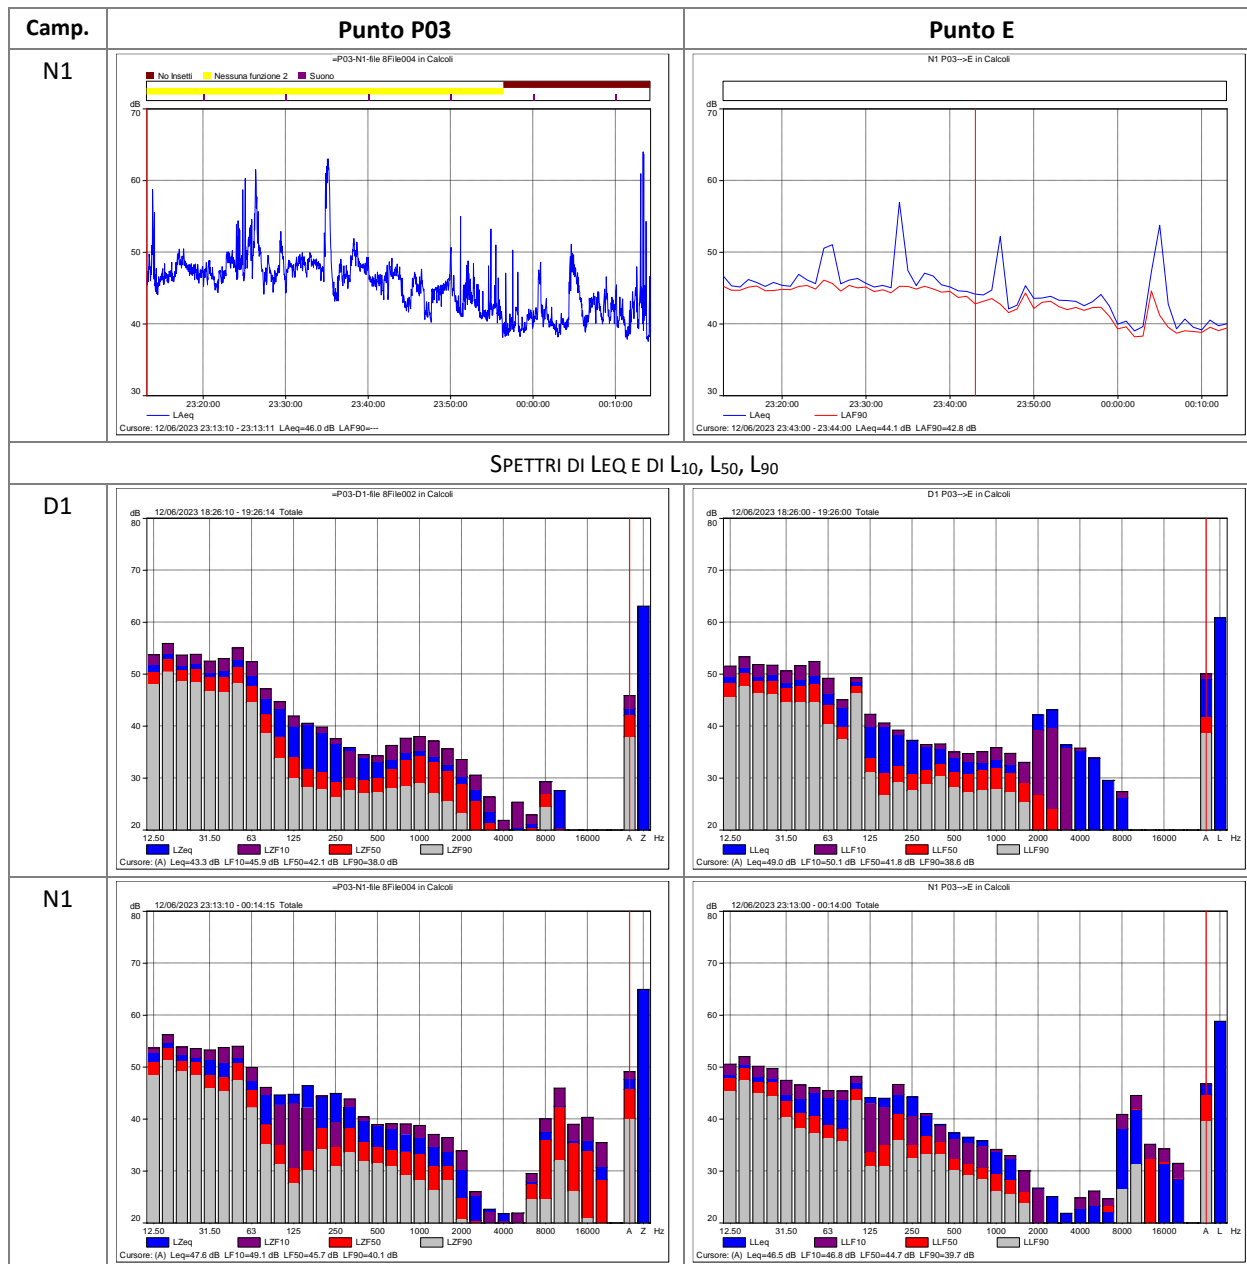 Camp. Punto P03 Punto E
N1
=P03-N1-file 8File004 in Calcoli
No Insetti Nessuna funzione 2 Suono
dB
70
60
50
40
30
23:20:00 23:30:00 23:40:00 23:50:00 00:00:00 00:10:00
LAeq
Cursore: 12/06/2023 23:13:10 - 23:13:11 LAeq=46.0 dB LAF90=---
N1 P03-->E in Calcoli
dB
70
60
50
40
30
23:20:00 23:30:00 23:40:00 23:50:00 00:00:00 00:10:00
LAeq LAF90
Cursore: 12/06/2023 23:43:00 - 23:44:00 LAeq=44.1 dB LAF90=42.8 dB
SPETTRI DI LEQ E DI L10, L50, L90
D1
=P03-D1-file 8File002 in Calcoli
dB 12/06/2023 18:26:10 - 19:26:14 Totale
80
70
60
50
40
30
20
12.50 31.50 63 125 250 500 1000 2000 4000 8000 16000 A Z Hz
LZeq LZF10 LZF50 LZF90
Cursore: (A) Leq=43.3 dB LF10=45.9 dB LF50=42.1 dB LF90=38.0 dB
D1 P03-->E in Calcoli
dB 12/06/2023 18:26:00 - 19:26:00 Totale
80
70
60
50
40
30
20
12.50 31.50 63 125 250 500 1000 2000 4000 8000 16000 A L Hz
LLeq LLF10 LLF50 LLF90
Cursore: (A) Leq=49.0 dB LF10=50.1 dB LF50=41.8 dB LF90=38.6 dB
N1
=P03-N1-file 8File004 in Calcoli
dB 12/06/2023 23:13:10 - 00:14:15 Totale
80
70
60
50
40
30
20
12.50 31.50 63 125 250 500 1000 2000 4000 8000 16000 A Z Hz
LZeq LZF10 LZF50 LZF90
Cursore: (A) Leq=47.6 dB LF10=49.1 dB LF50=45.7 dB LF90=40.1 dB
N1 P03-->E in Calcoli
dB 12/06/2023 23:13:00 - 00:14:00 Totale
80
70
60
50
40
30
20
12.50 31.50 63 125 250 500 1000 2000 4000 8000 16000 A L Hz
LLeq LLF10 LLF50 LLF90
Cursore: (A) Leq=46.5 dB LF10=46.8 dB LF50=44.7 dB LF90=39.7 dB